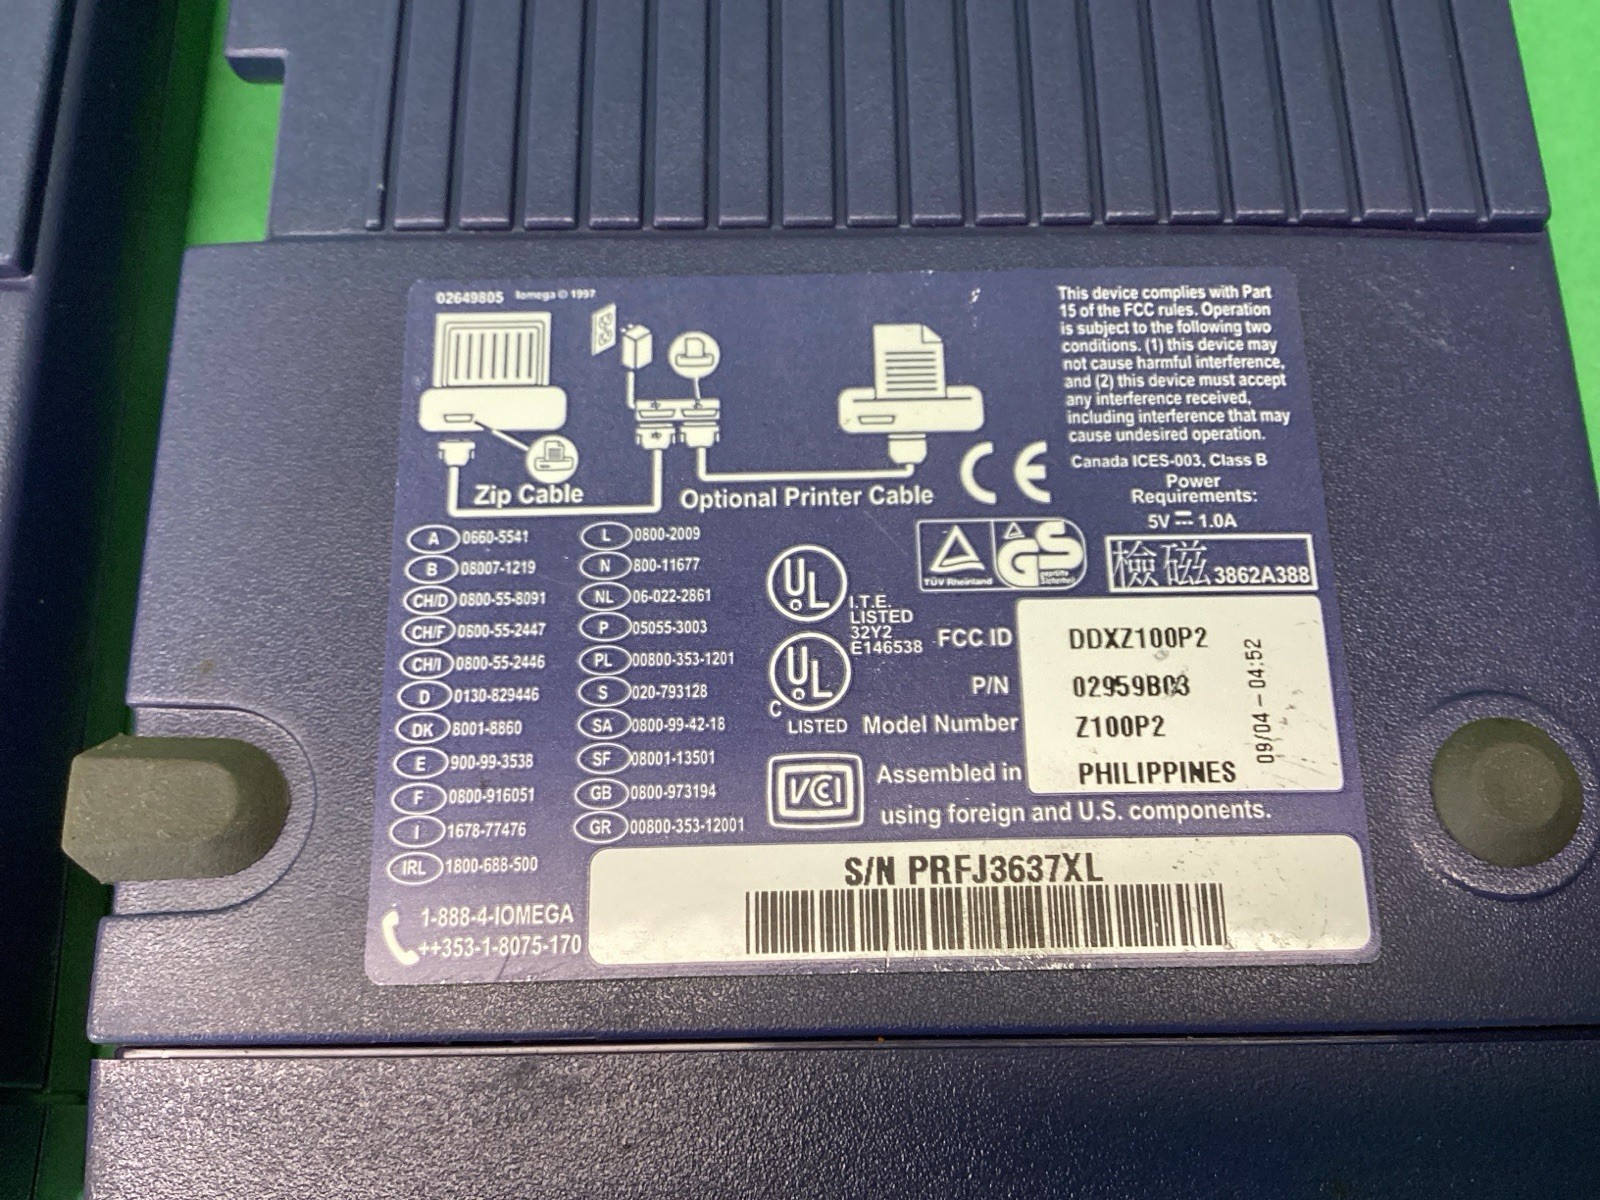 02649805 Iomega © 1997
Zip Cable
Optional Printer Cable
This device complies with Part
15 of the FCC rules. Operation
is subject to the following two
conditions. (1) this device may
not cause harmful interference,
and (2) this device must accept
any interference received,
including interference that may
cause undesired operation.
Canada ICES-003, Class B
Power
Requirements:
5V ⎓ 1.0A
CE
TÜV Rheinland
GS
geprüfte
Sicherheit
檢磁 3862A388
A 0660-5541
B 08007-1219
CH/D 0800-55-8091
CH/F 0800-55-2447
CH/I 0800-55-2446
D 0130-829446
DK 8001-8860
E 900-99-3538
F 0800-916051
I 1678-77476
IRL 1800-688-500
L 0800-2009
N 800-11677
NL 06-022-2861
P 05055-3003
PL 00800-353-1201
S 020-793128
SA 0800-99-42-18
SF 08001-13501
GB 0800-973194
GR 00800-353-12001
1-888-4-IOMEGA
++353-1-8075-170
UL
I.T.E.
LISTED
32Y2
E146538
C UL
LISTED
VCI
FCC ID DDXZ100P2
P/N 02959B03
Model Number Z100P2
Assembled in PHILIPPINES
using foreign and U.S. components.
09/04-04:52
S/N PRFJ3637XL